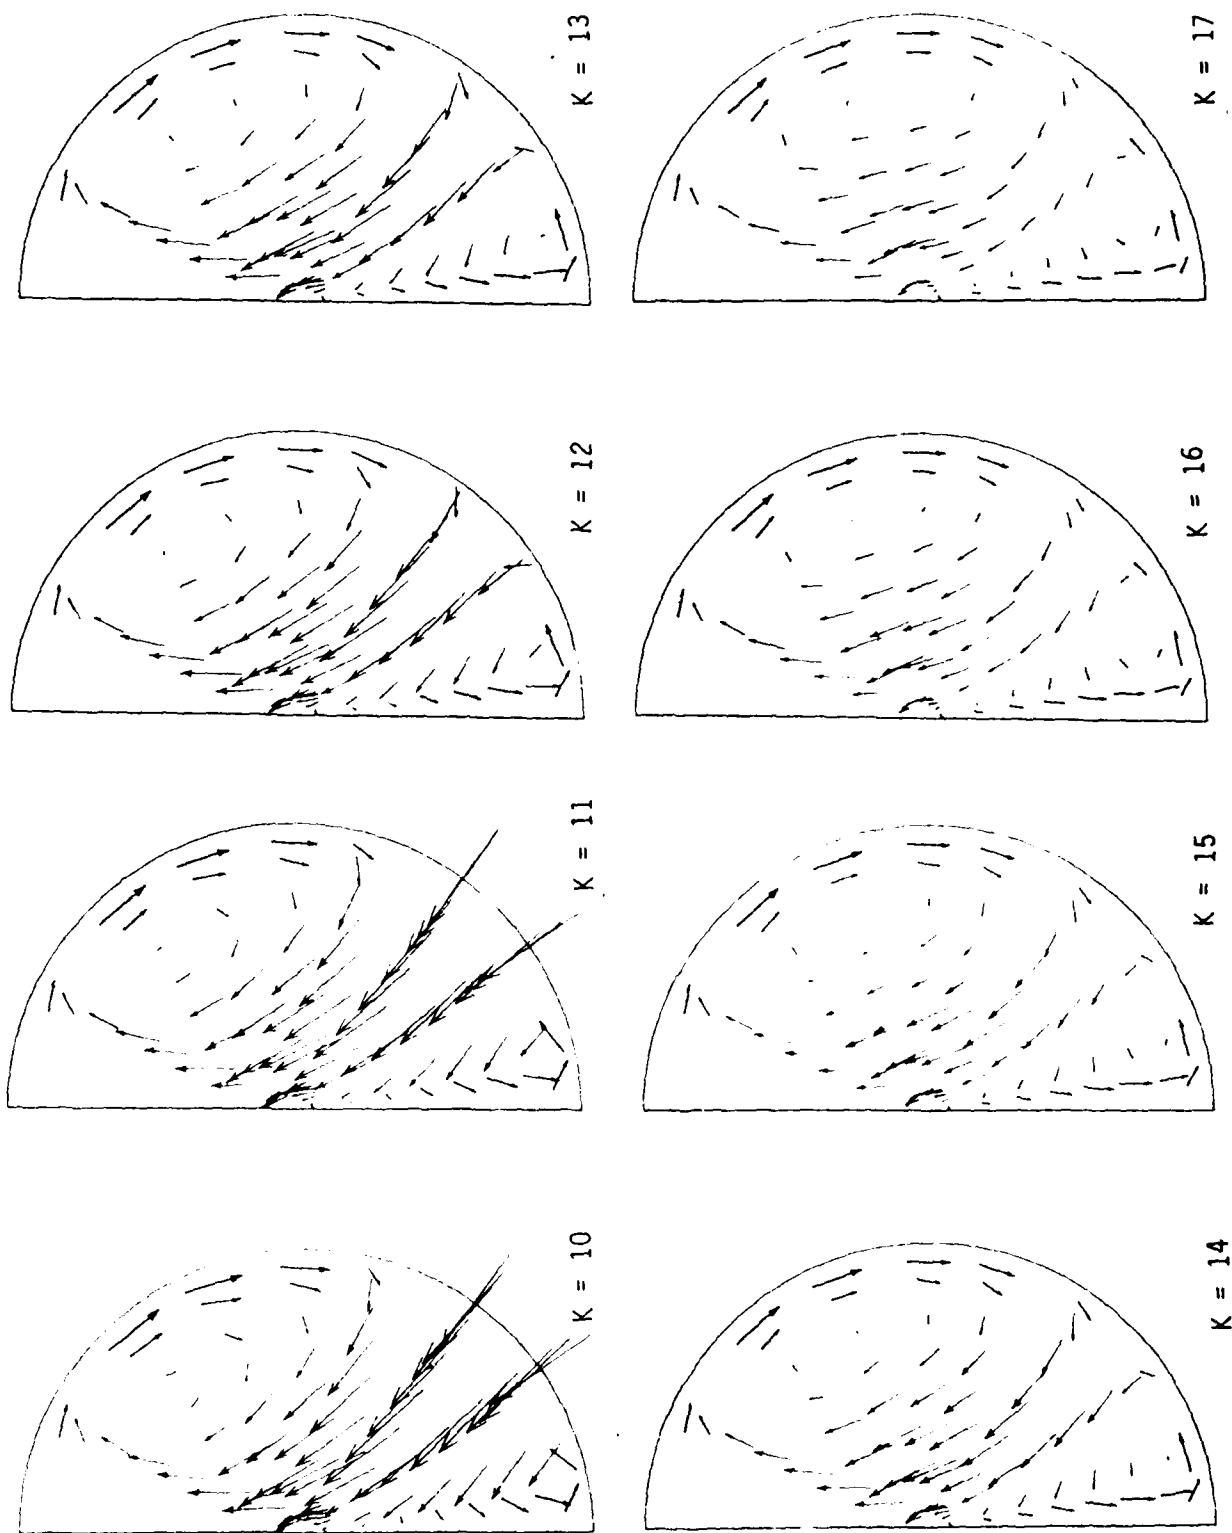 K = 10
K = 11
K = 12
K = 13
K = 14
K = 15
K = 16
K = 17